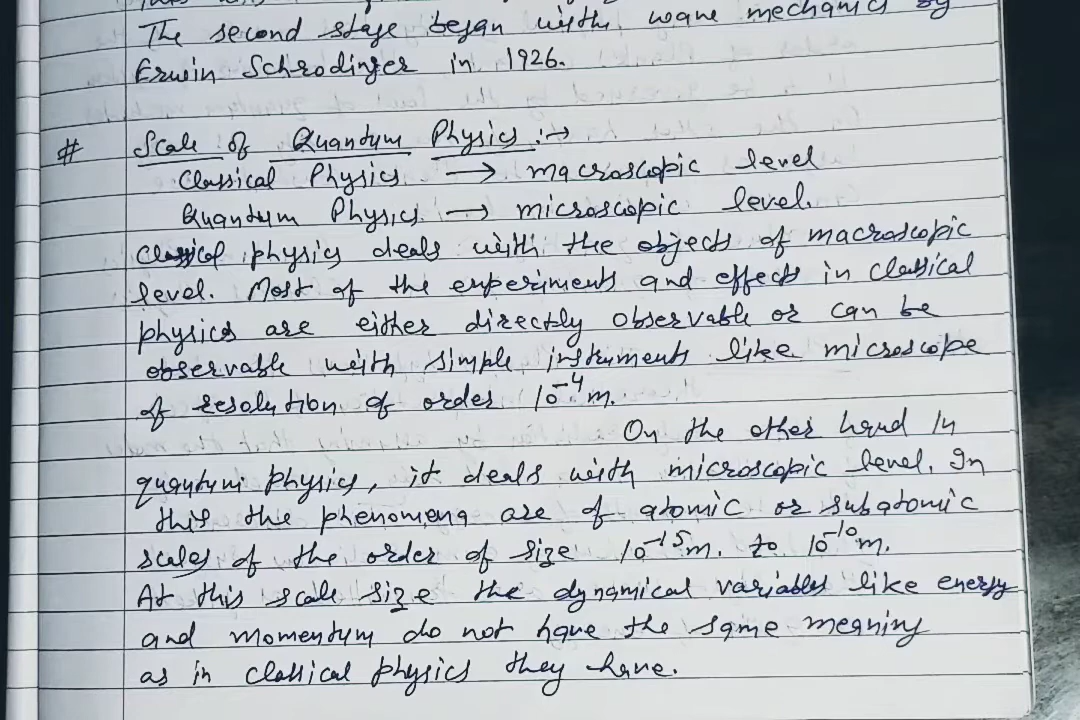 The second stage began with wave mechanics by
Erwin Schrodinger in 1926.
# Scale of Quantum Physics :→
Classical Physics → macroscopic level
Quantum Physics. → microscopic level.
Classical physics deals with the objects of macroscopic
level. Most of the experiments and effects in classical
physics are either directly observable or can be
observable with simple instruments like microscope
of resolution of order 10⁻⁴ m.
On the other hand in
quantum physics, it deals with microscopic level. In
this the phenomena are of atomic or subatomic
scales of the order of size 10⁻¹⁵ m. to 10⁻¹⁰ m.
At this scale size the dynamical variables like energy
and momentum do not have the same meaning
as in classical physics they have.